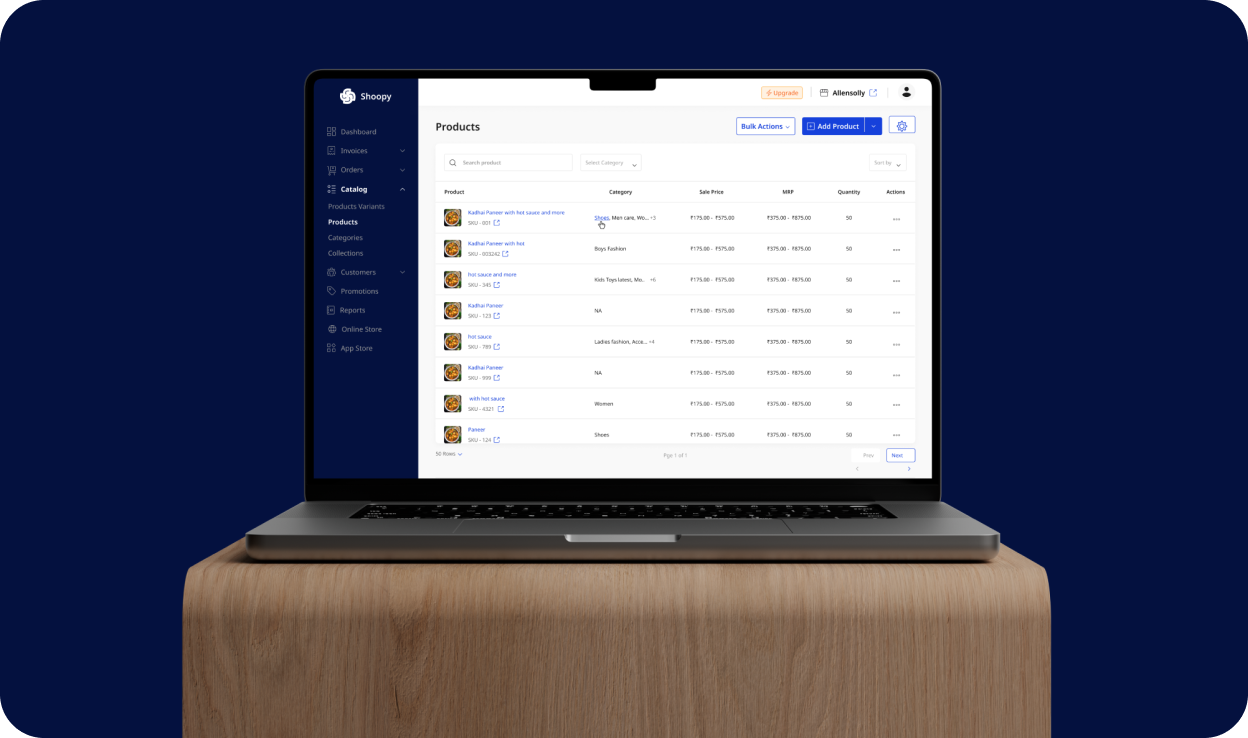 Shoopy
Upgrade
Allensolly
Dashboard
Invoices
Orders
Catalog
Products Variants
Products
Categories
Collections
Customers
Promotions
Reports
Online Store
App Store
Products
Bulk Actions
Add Product
Search product
Select Category
Sort by
Product Category Sale Price MRP Quantity Actions
Kadhai Paneer with hot sauce and more
SKU - 001
Shoes, Men care, Wo... +3 ₹175.00 - ₹575.00 ₹375.00 - ₹875.00 50
Kadhai Paneer with hot
SKU - 003242
Boys Fashion ₹175.00 - ₹575.00 ₹375.00 - ₹875.00 50
hot sauce and more
SKU - 345
Kids Toys latest, Mo.. +6 ₹175.00 - ₹575.00 ₹375.00 - ₹875.00 50
Kadhai Paneer
SKU - 123
NA ₹175.00 - ₹575.00 ₹375.00 - ₹875.00 50
hot sauce
SKU - 789
Ladies fashion, Acce... +4 ₹175.00 - ₹575.00 ₹375.00 - ₹875.00 50
Kadhai Paneer
SKU - 999
NA ₹175.00 - ₹575.00 ₹375.00 - ₹875.00 50
with hot sauce
SKU - 4321
Women ₹175.00 - ₹575.00 ₹375.00 - ₹875.00 50
Paneer
SKU - 124
Shoes ₹175.00 - ₹575.00 ₹375.00 - ₹875.00 50
50 Rows
Pge 1 of 1
Prev
Next